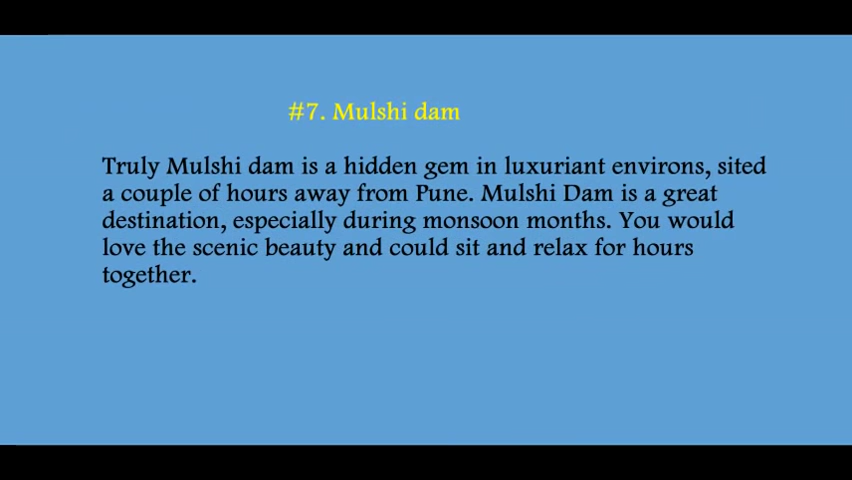 #7. Mulshi dam
Truly Mulshi dam is a hidden gem in luxuriant environs, sited
a couple of hours away from Pune. Mulshi Dam is a great
destination, especially during monsoon months. You would
love the scenic beauty and could sit and relax for hours
together.